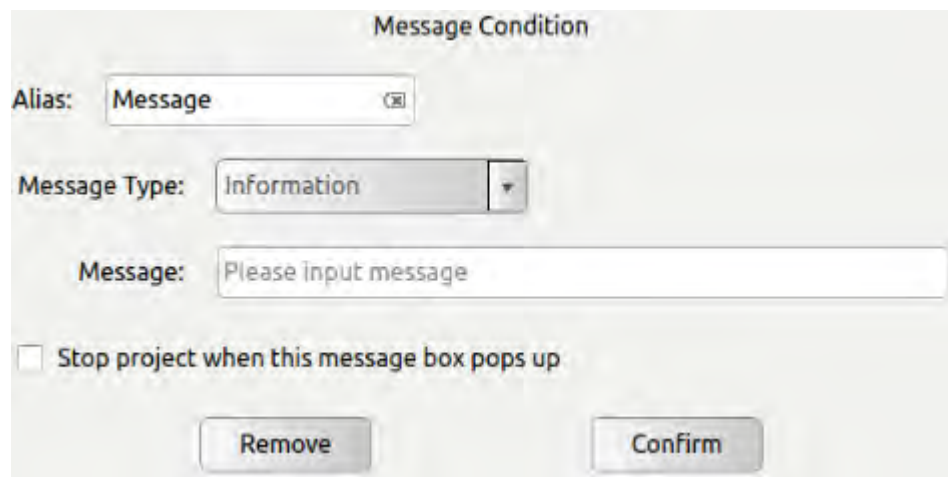 Message Condition
Alias: Message
Message Type: Information
Message: Please input message
Stop project when this message box pops up
Remove Confirm